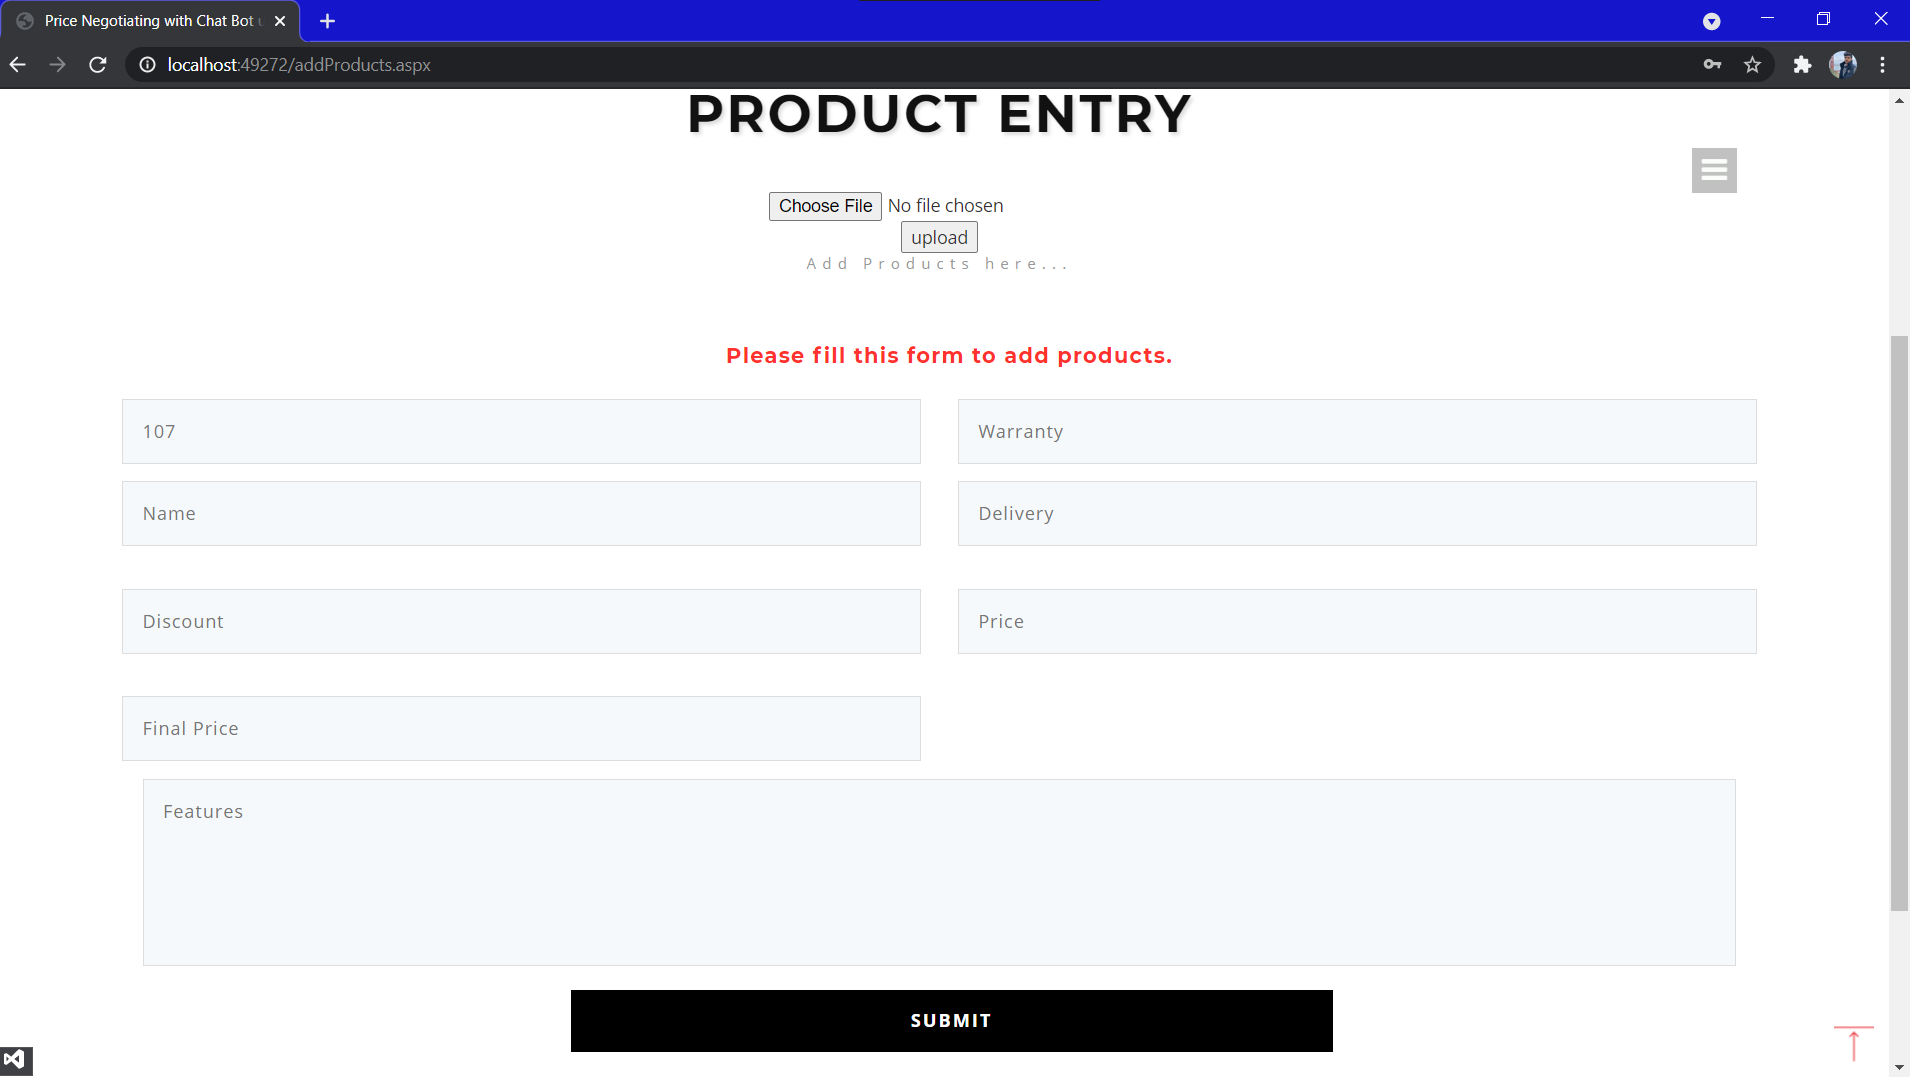 Price Negotiating with Chat Bot
localhost:49272/addProducts.aspx
PRODUCT ENTRY
Choose File No file chosen
upload
Add Products here...
Please fill this form to add products.
107
Warranty
Name
Delivery
Discount
Price
Final Price
Features
SUBMIT